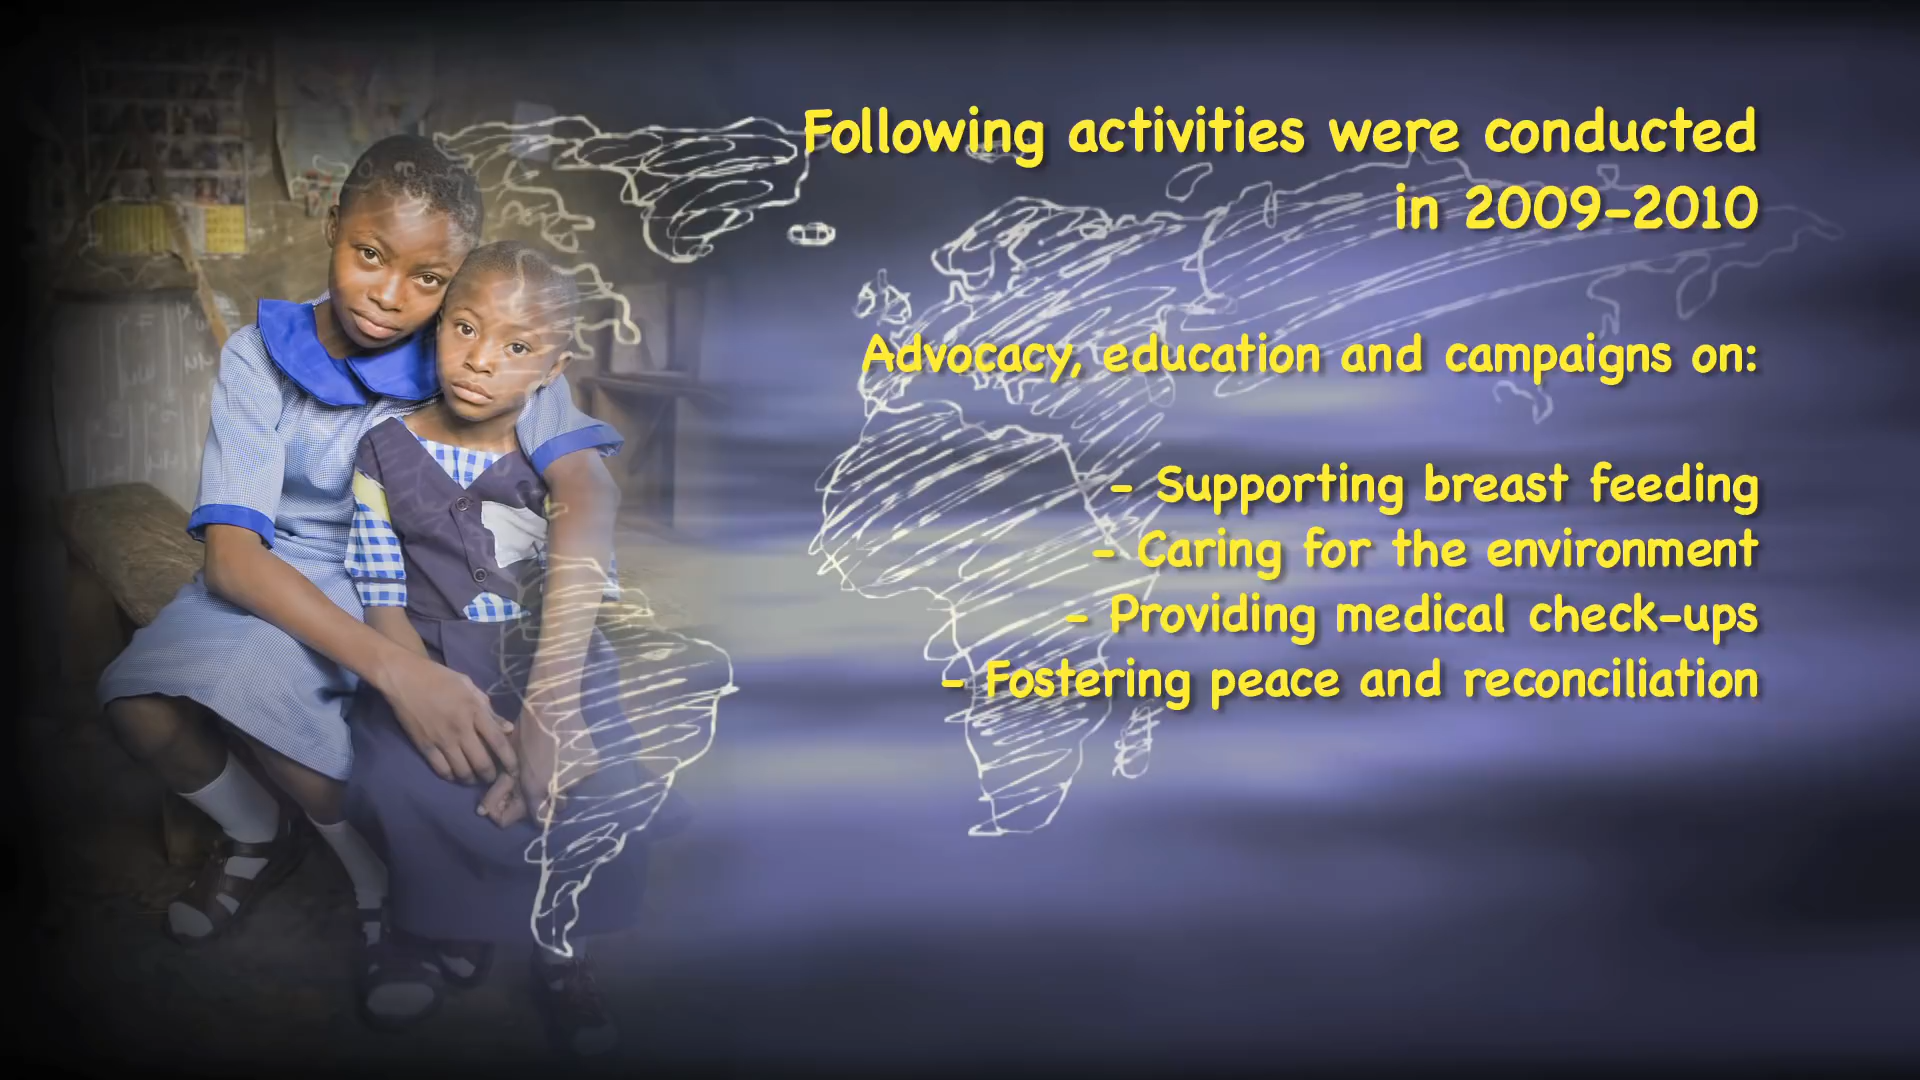 Following activities were conducted
in 2009-2010
Advocacy, education and campaigns on:
- Supporting breast feeding
- Caring for the environment
- Providing medical check-ups
- Fostering peace and reconciliation